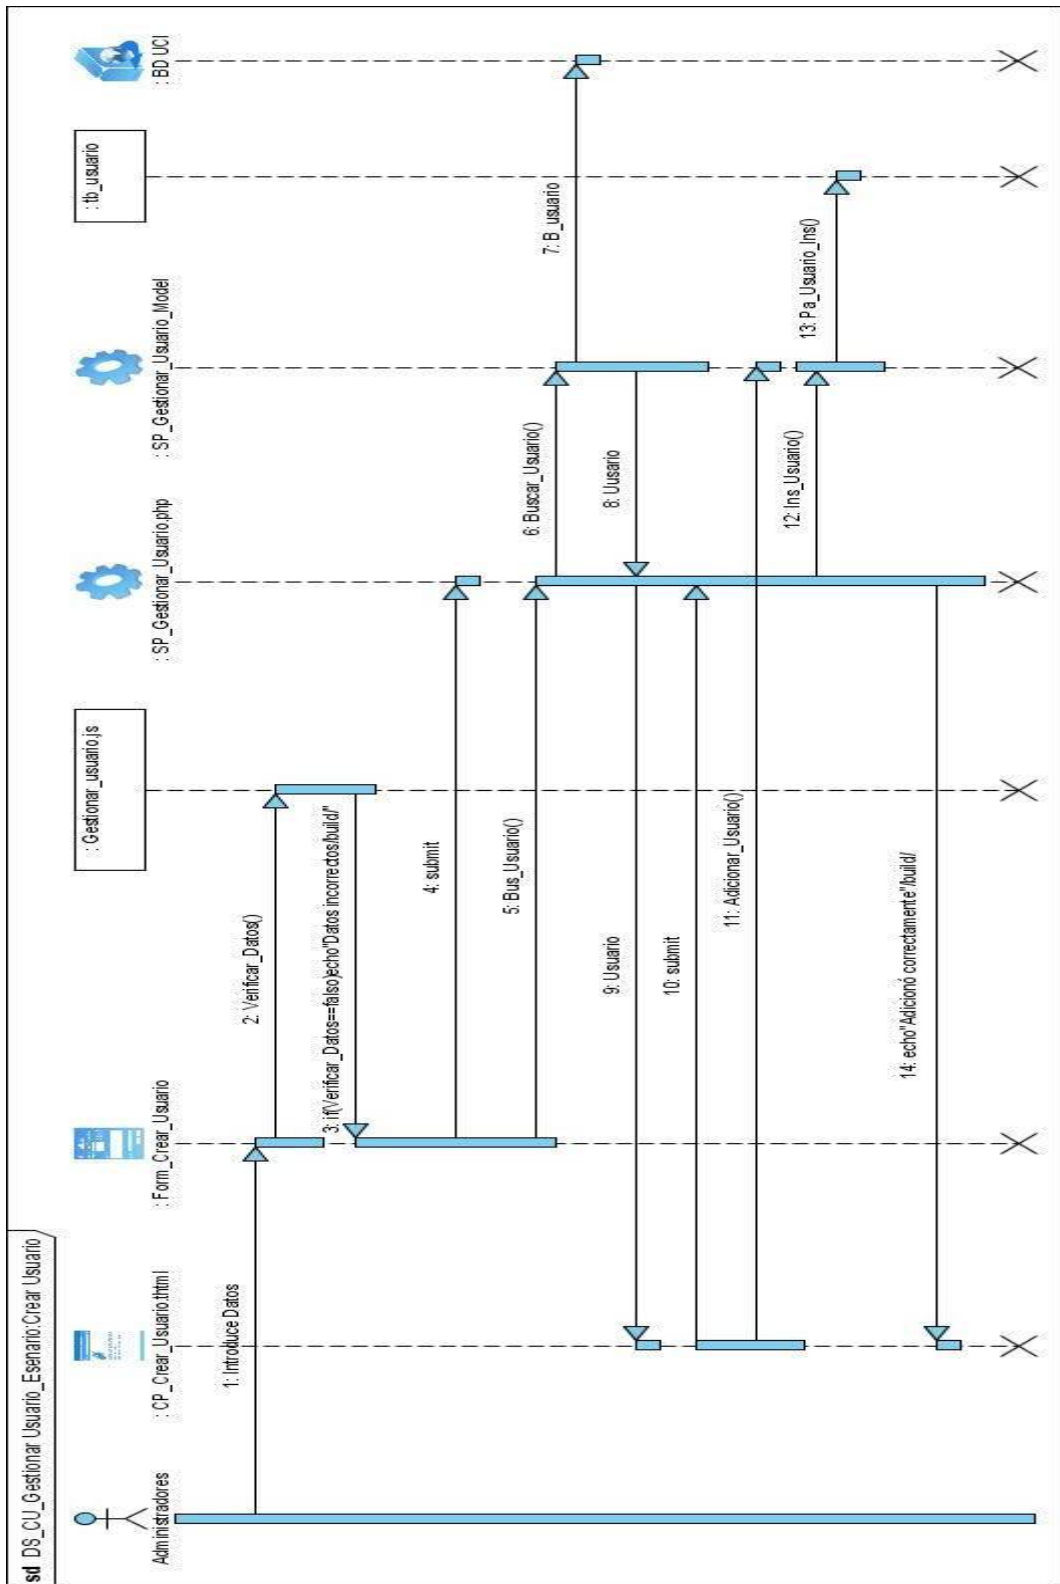 sd DS_CU_Gestionar Usuario_Esenario:Crear Usuario
Administradores
: CP_Crear_Usuario.thtml
: Form_Crear_Usuario
: Gestionar_usuario.js
: SP_Gestionar_Usuario.php
: SP_Gestionar_Usuario_Model
: tb_usuario
: BD UCI
1: Introduce Datos
2: Verificar_Datos()
3: if(Verificar_Datos==falso)echo"Datos incorrectos/build/"
4: submit
5: Bus_Usuario()
6: Buscar_Usuario()
7: B_usuario
8: Uusario
9: Usuario
10: submit
11: Adicionar_Usuario()
12: Ins_Usuario()
13: Pa_Usuario_Ins()
14: echo"Adicionó correctamente"/build/